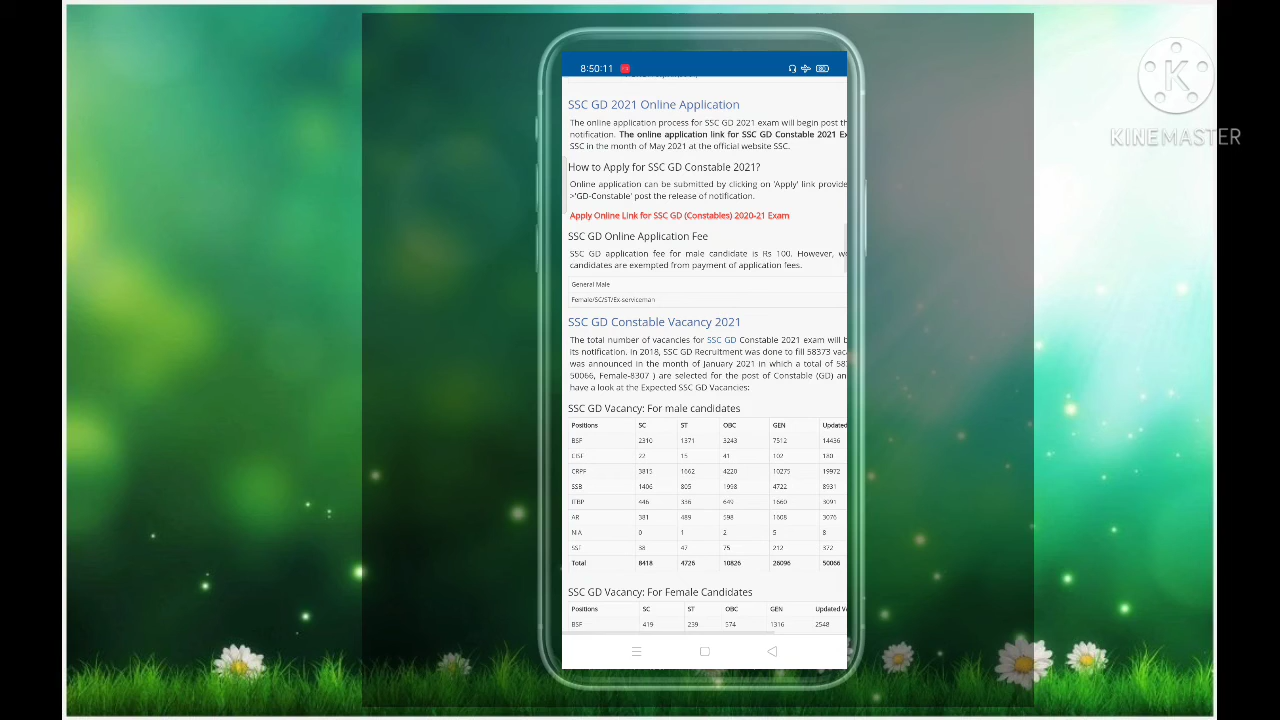 8:50:11
SSC GD 2021 Online Application
The online application process for SSC GD 2021 exam will begin post th
notification. The online application link for SSC GD Constable 2021 Ex
SSC in the month of May 2021 at the official website SSC.
How to Apply for SSC GD Constable 2021?
Online application can be submitted by clicking on 'Apply' link provide
>'GD-Constable' post the release of notification.
Apply Online Link for SSC GD (Constables) 2020-21 Exam
SSC GD Online Application Fee
SSC GD application fee for male candidate is Rs 100. However, wo
candidates are exempted from payment of application fees.
General Male
Female/SC/ST/Ex-serviceman
SSC GD Constable Vacancy 2021
The total number of vacancies for SSC GD Constable 2021 exam will b
its notification. In 2018, SSC GD Recruitment was done to fill 58373 vaca
was announced in the month of January 2021 in which a total of 583
50066, Female-8307 ) are selected for the post of Constable (GD) an
have a look at the Expected SSC GD Vacancies:
SSC GD Vacancy: For male candidates
Positions SC ST OBC GEN Updated
BSF 2310 1371 3243 7512 14436
CISF 22 15 41 102 180
CRPF 3815 1662 4220 10275 19972
SSB 1406 805 1998 4722 8931
ITBP 446 336 649 1660 3091
AR 381 489 598 1608 3076
NIA 0 1 2 5 8
SSF 38 47 75 212 372
Total 8418 4726 10826 26096 50066
SSC GD Vacancy: For Female Candidates
Positions SC ST OBC GEN Updated Va
BSF 419 239 574 1316 2548
K
KINEMASTER